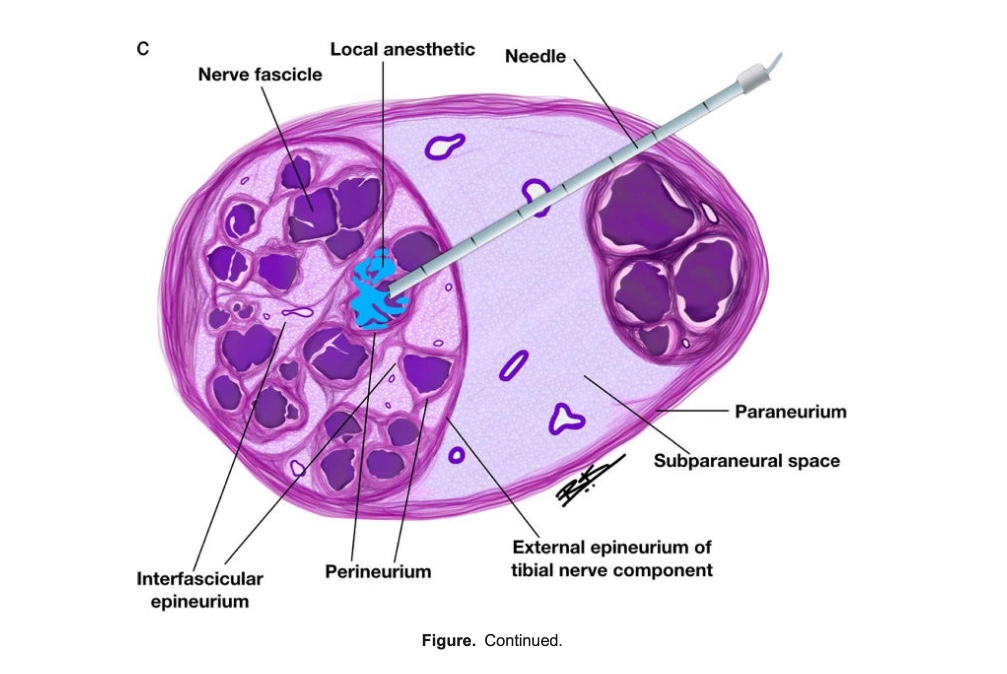 C
Local anesthetic
Needle
Nerve fascicle
Paraneurium
Subparaneural space
External epineurium of
tibial nerve component
Perineurium
Interfascicular
epineurium
Figure. Continued.